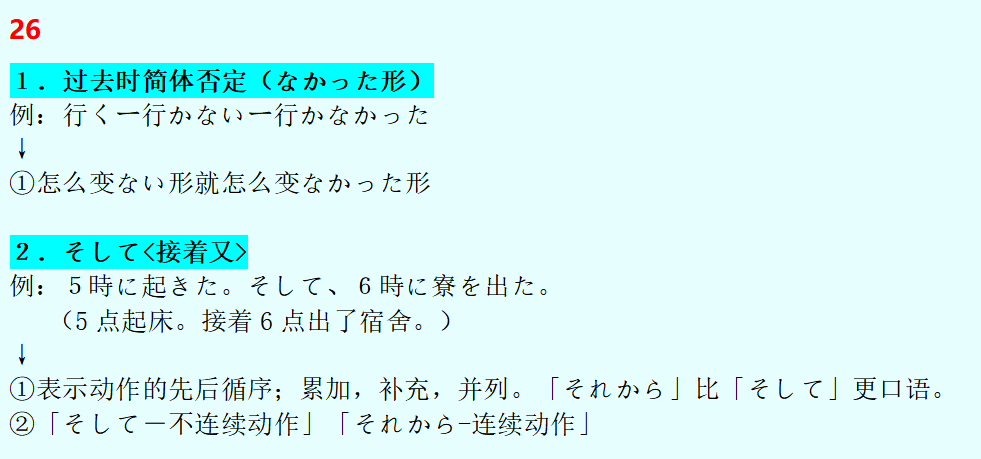 26
１．过去时简体否定（なかった形）
例：行くー行かないー行かなかった
↓
①怎么变ない形就怎么变なかった形
２．そして<接着又>
例：５時に起きた。そして、６時に寮を出た。
（5 点起床。接着 6 点出了宿舍。）
↓
①表示动作的先后循序；累加，补充，并列。「それから」比「そして」更口语。
②「そして－不连续动作」「それから-连续动作」